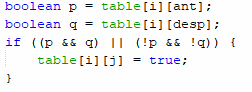 boolean p = table[i][ant];
boolean q = table[i][desp];
if ((p && q) || (!p && !q)) {
    table[i][j] = true;
}